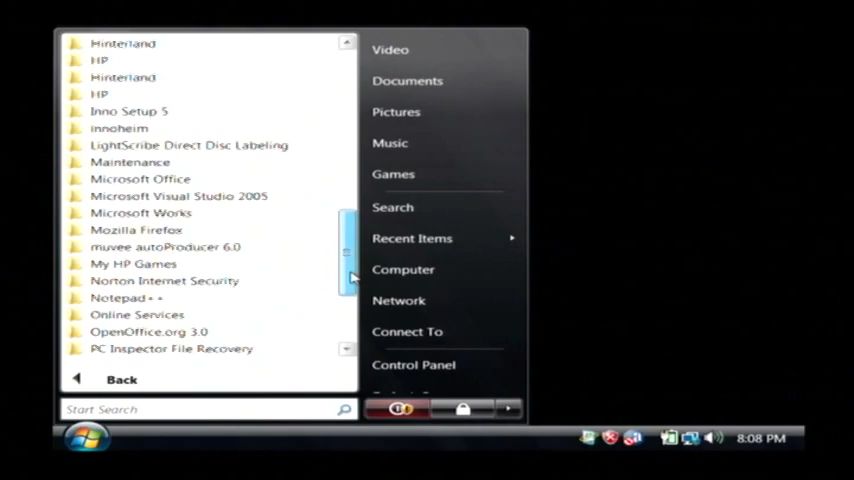 Hinterland
HP
Hinterland
HP
Inno Setup 5
innoheim
LightScribe Direct Disc Labeling
Maintenance
Microsoft Office
Microsoft Visual Studio 2005
Microsoft Works
Mozilla Firefox
muvee autoProducer 6.0
My HP Games
Norton Internet Security
Notepad++
Online Services
OpenOffice.org 3.0
PC Inspector File Recovery
Back
Start Search
Video
Documents
Pictures
Music
Games
Search
Recent Items
Computer
Network
Connect To
Control Panel
8:08 PM